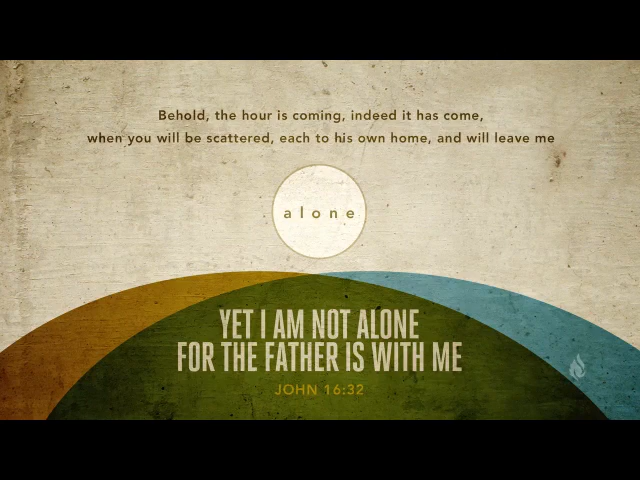 Behold, the hour is coming, indeed it has come,
when you will be scattered, each to his own home, and will leave me
alone
YET I AM NOT ALONE
FOR THE FATHER IS WITH ME
JOHN 16:32